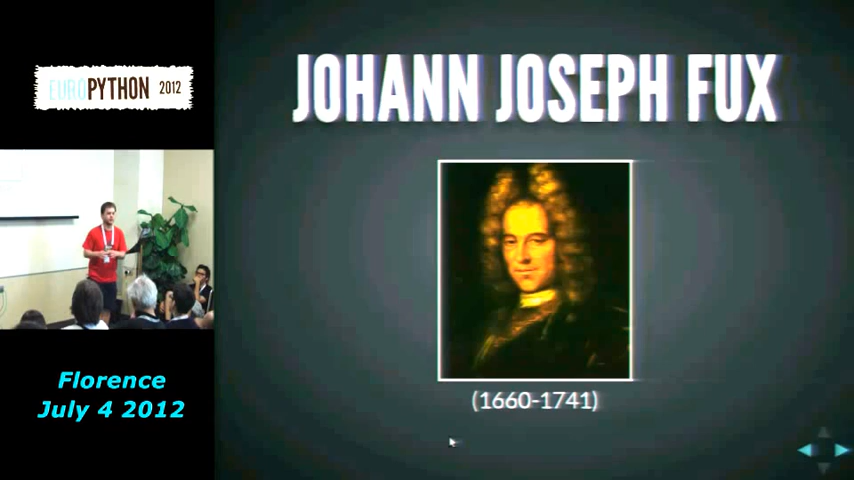 EUROPYTHON 2012
JOHANN JOSEPH FUX
(1660-1741)
Florence
July 4 2012